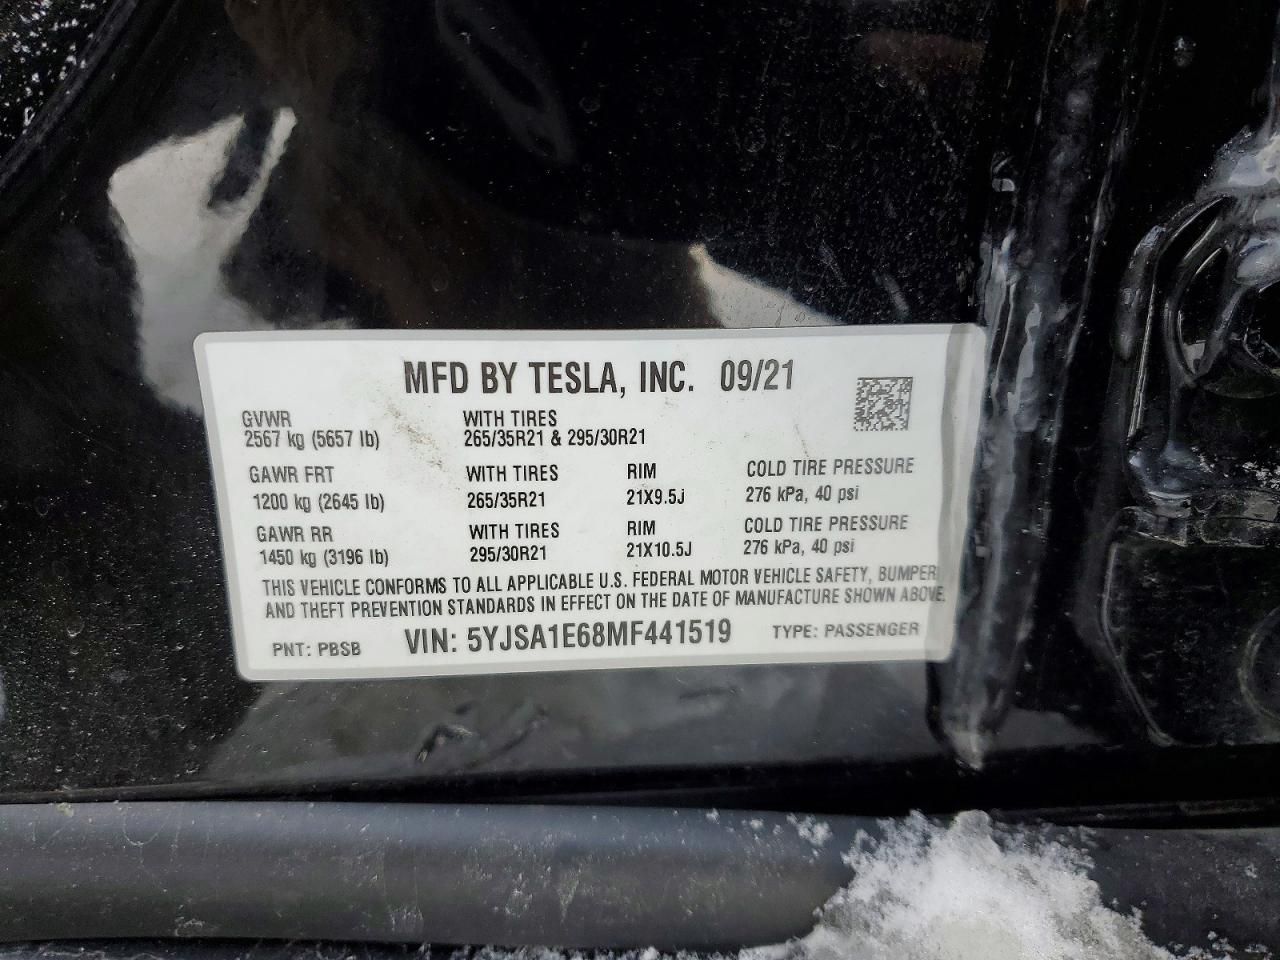 MFD BY TESLA, INC. 09/21
GVWR WITH TIRES
2567 kg (5657 lb) 265/35R21 & 295/30R21
GAWR FRT WITH TIRES RIM COLD TIRE PRESSURE
1200 kg (2645 lb) 265/35R21 21X9.5J 276 kPa, 40 psi
GAWR RR WITH TIRES RIM COLD TIRE PRESSURE
1450 kg (3196 lb) 295/30R21 21X10.5J 276 kPa, 40 psi
THIS VEHICLE CONFORMS TO ALL APPLICABLE U.S. FEDERAL MOTOR VEHICLE SAFETY, BUMPER
AND THEFT PREVENTION STANDARDS IN EFFECT ON THE DATE OF MANUFACTURE SHOWN ABOVE.
PNT: PBSB VIN: 5YJSA1E68MF441519 TYPE: PASSENGER